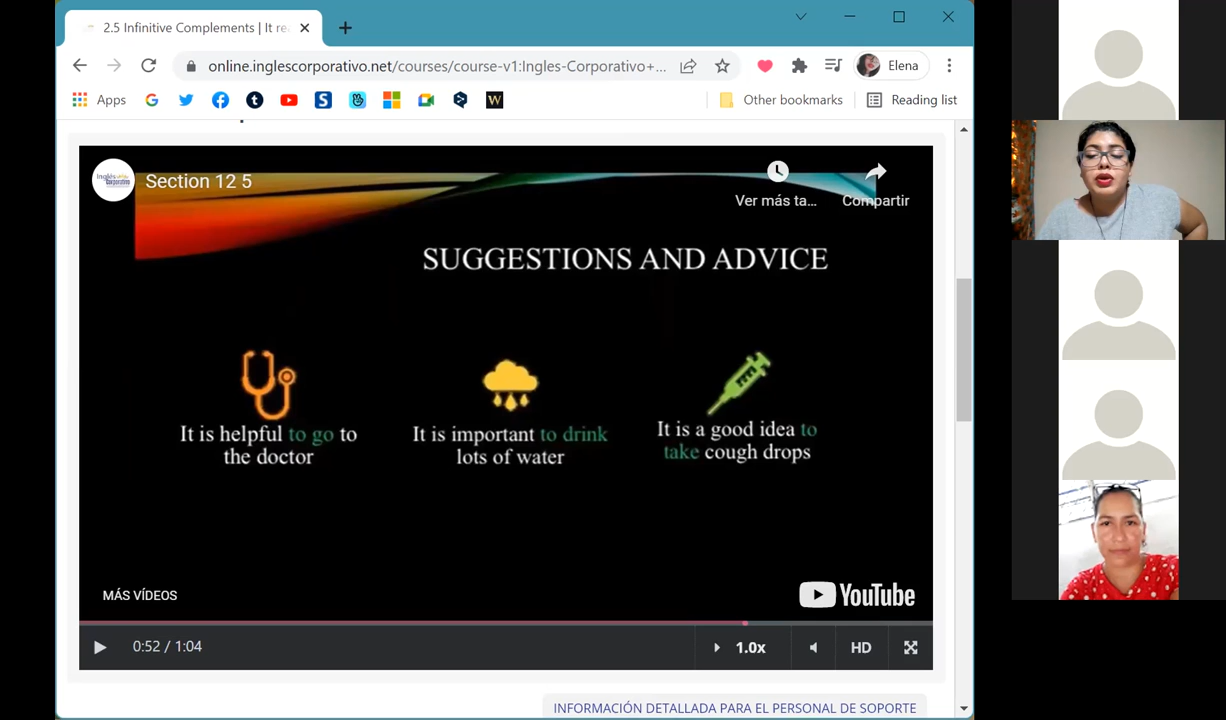 2.5 Infinitive Complements | It re
online.inglescorporativo.net/courses/course-v1:Ingles-Corporativo+...
Elena
Apps
Other bookmarks
Reading list
Inglés
Corporativo
Section 12 5
Ver más ta...
Compartir
SUGGESTIONS AND ADVICE
It is helpful to go to
the doctor
It is important to drink
lots of water
It is a good idea to
take cough drops
MÁS VÍDEOS
YouTube
0:52 / 1:04
1.0x
HD
INFORMACIÓN DETALLADA PARA EL PERSONAL DE SOPORTE